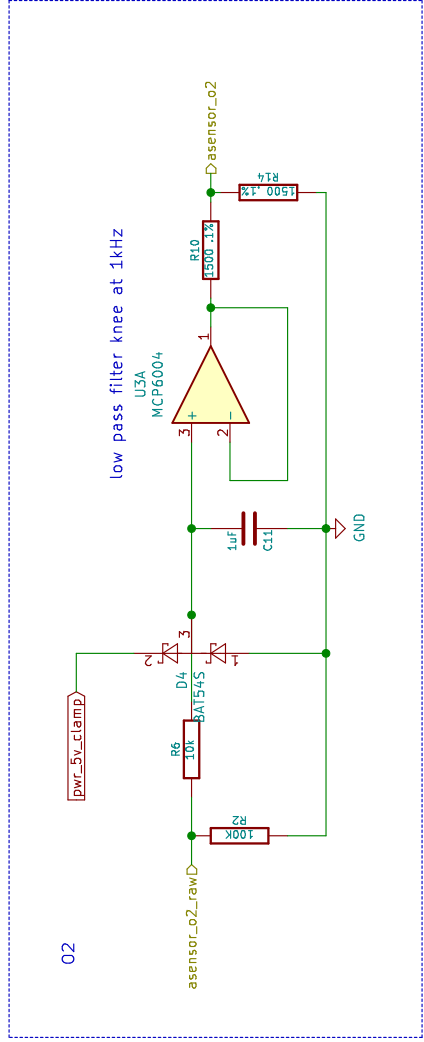 asensor_o2
R14
1500 .1%
R10
1500 .1%
low pass filter knee at 1kHz
1
U3A
MCP6004
+
-
3
2
1uF
C11
GND
3
2
1
D4
BAT54S
pwr_5v_clamp
R6
10k
R2
100K
asensor_o2_raw
O2